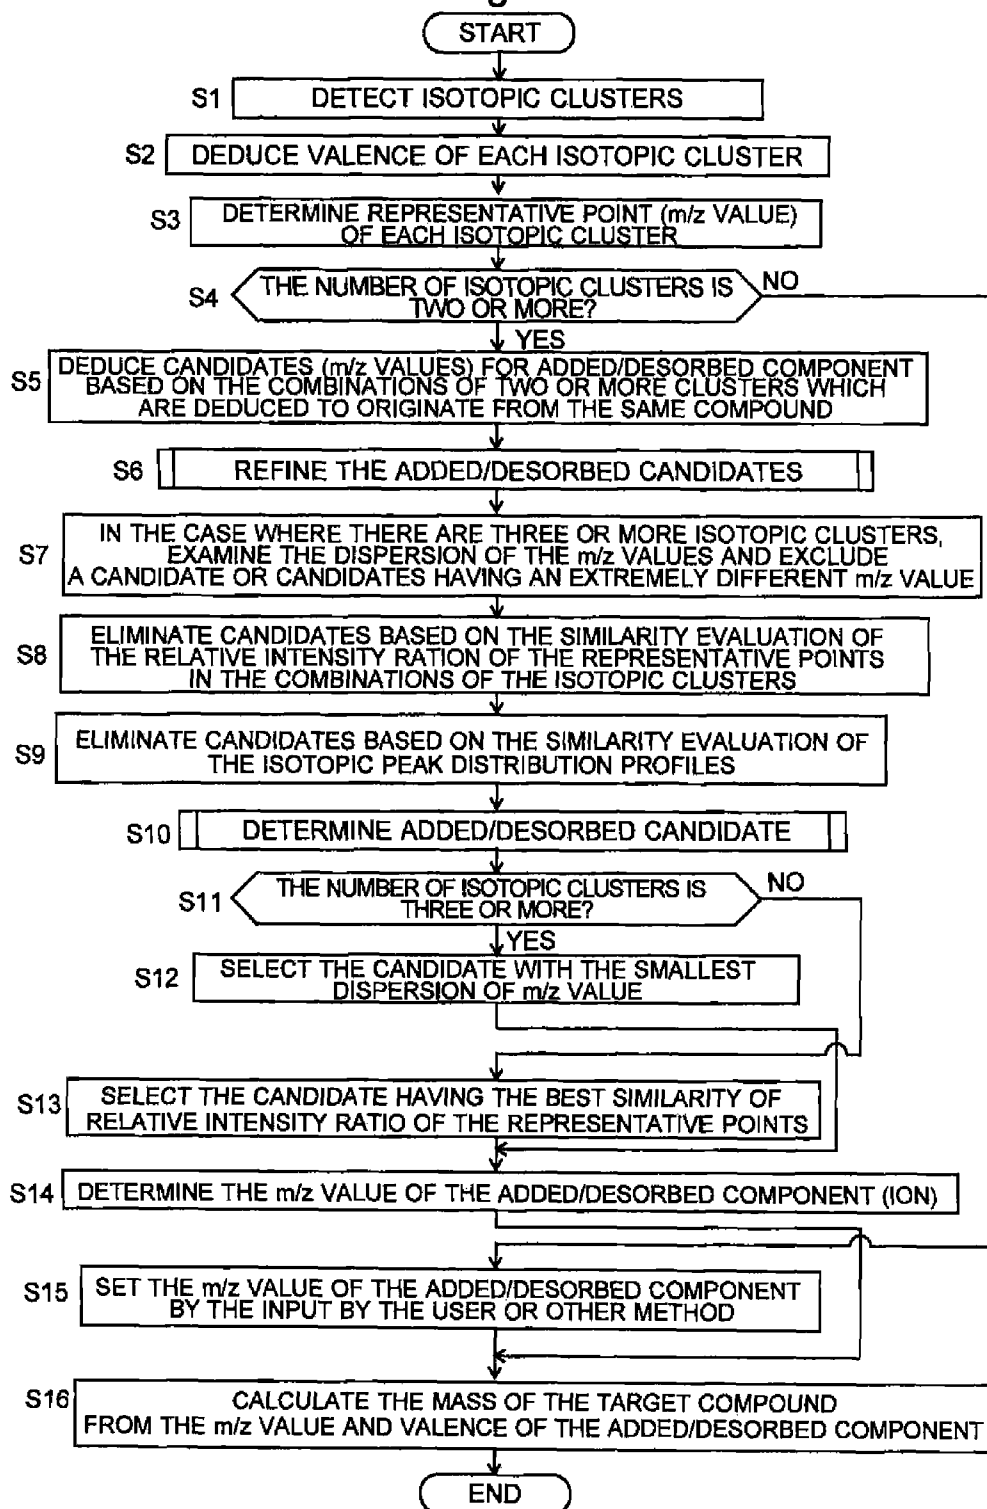 START
S1 DETECT ISOTOPIC CLUSTERS
S2 DEDUCE VALENCE OF EACH ISOTOPIC CLUSTER
S3 DETERMINE REPRESENTATIVE POINT (m/z VALUE)
OF EACH ISOTOPIC CLUSTER
S4 THE NUMBER OF ISOTOPIC CLUSTERS IS
TWO OR MORE?
NO
YES
S5 DEDUCE CANDIDATES (m/z VALUES) FOR ADDED/DESORBED COMPONENT
BASED ON THE COMBINATIONS OF TWO OR MORE CLUSTERS WHICH
ARE DEDUCED TO ORIGINATE FROM THE SAME COMPOUND
S6 REFINE THE ADDED/DESORBED CANDIDATES
S7 IN THE CASE WHERE THERE ARE THREE OR MORE ISOTOPIC CLUSTERS,
EXAMINE THE DISPERSION OF THE m/z VALUES AND EXCLUDE
A CANDIDATE OR CANDIDATES HAVING AN EXTREMELY DIFFERENT m/z VALUE
S8 ELIMINATE CANDIDATES BASED ON THE SIMILARITY EVALUATION OF
THE RELATIVE INTENSITY RATION OF THE REPRESENTATIVE POINTS
IN THE COMBINATIONS OF THE ISOTOPIC CLUSTERS
S9 ELIMINATE CANDIDATES BASED ON THE SIMILARITY EVALUATION OF
THE ISOTOPIC PEAK DISTRIBUTION PROFILES
S10 DETERMINE ADDED/DESORBED CANDIDATE
S11 THE NUMBER OF ISOTOPIC CLUSTERS IS
THREE OR MORE?
NO
YES
S12 SELECT THE CANDIDATE WITH THE SMALLEST
DISPERSION OF m/z VALUE
S13 SELECT THE CANDIDATE HAVING THE BEST SIMILARITY OF
RELATIVE INTENSITY RATIO OF THE REPRESENTATIVE POINTS
S14 DETERMINE THE m/z VALUE OF THE ADDED/DESORBED COMPONENT (ION)
S15 SET THE m/z VALUE OF THE ADDED/DESORBED COMPONENT
BY THE INPUT BY THE USER OR OTHER METHOD
S16 CALCULATE THE MASS OF THE TARGET COMPOUND
FROM THE m/z VALUE AND VALENCE OF THE ADDED/DESORBED COMPONENT
END